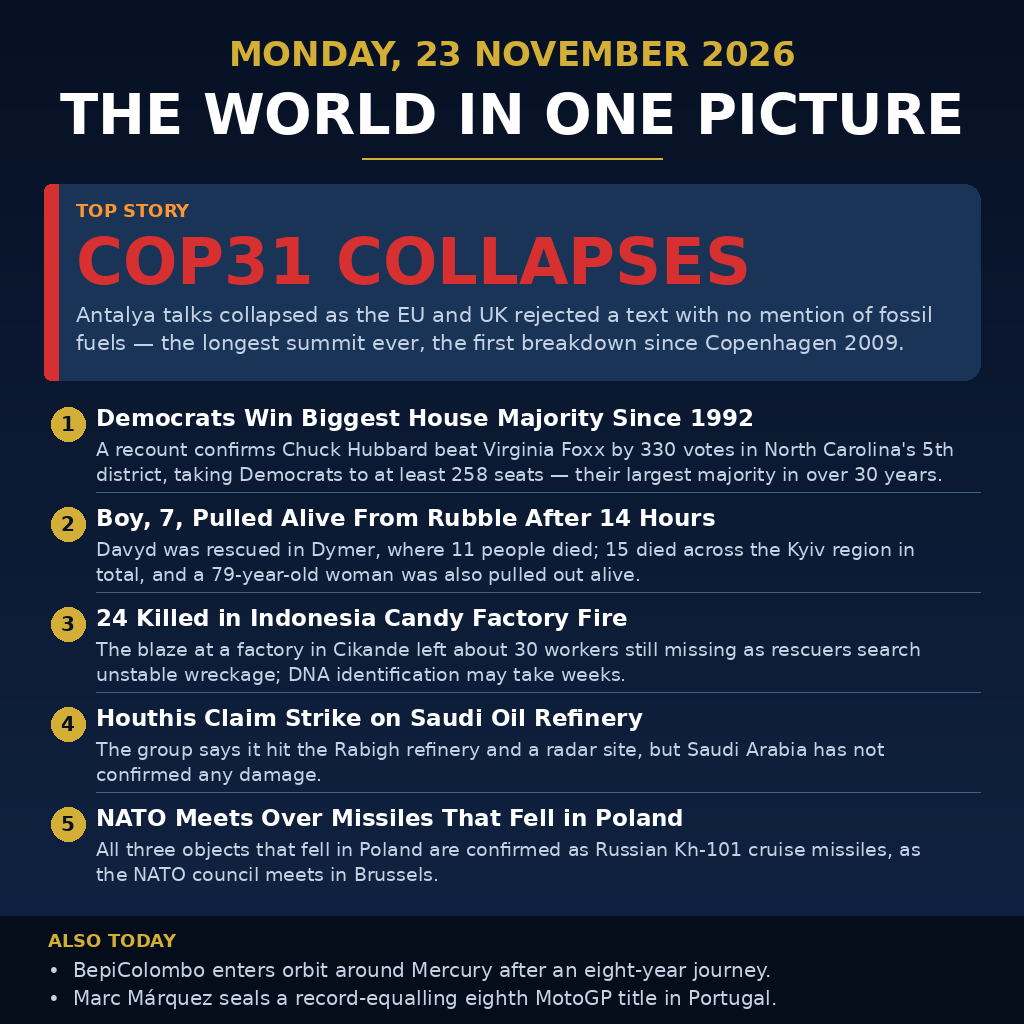 MONDAY, 23 NOVEMBER 2026
THE WORLD IN ONE PICTURE
TOP STORY
COP31 COLLAPSES
Antalya talks collapsed as the EU and UK rejected a text with no mention of fossil
fuels — the longest summit ever, the first breakdown since Copenhagen 2009.
1
Democrats Win Biggest House Majority Since 1992
A recount confirms Chuck Hubbard beat Virginia Foxx by 330 votes in North Carolina's 5th
district, taking Democrats to at least 258 seats — their largest majority in over 30 years.
2
Boy, 7, Pulled Alive From Rubble After 14 Hours
Davyd was rescued in Dymer, where 11 people died; 15 died across the Kyiv region in
total, and a 79-year-old woman was also pulled out alive.
3
24 Killed in Indonesia Candy Factory Fire
The blaze at a factory in Cikande left about 30 workers still missing as rescuers search
unstable wreckage; DNA identification may take weeks.
4
Houthis Claim Strike on Saudi Oil Refinery
The group says it hit the Rabigh refinery and a radar site, but Saudi Arabia has not
confirmed any damage.
5
NATO Meets Over Missiles That Fell in Poland
All three objects that fell in Poland are confirmed as Russian Kh-101 cruise missiles, as
the NATO council meets in Brussels.
ALSO TODAY
• BepiColombo enters orbit around Mercury after an eight-year journey.
• Marc Márquez seals a record-equalling eighth MotoGP title in Portugal.